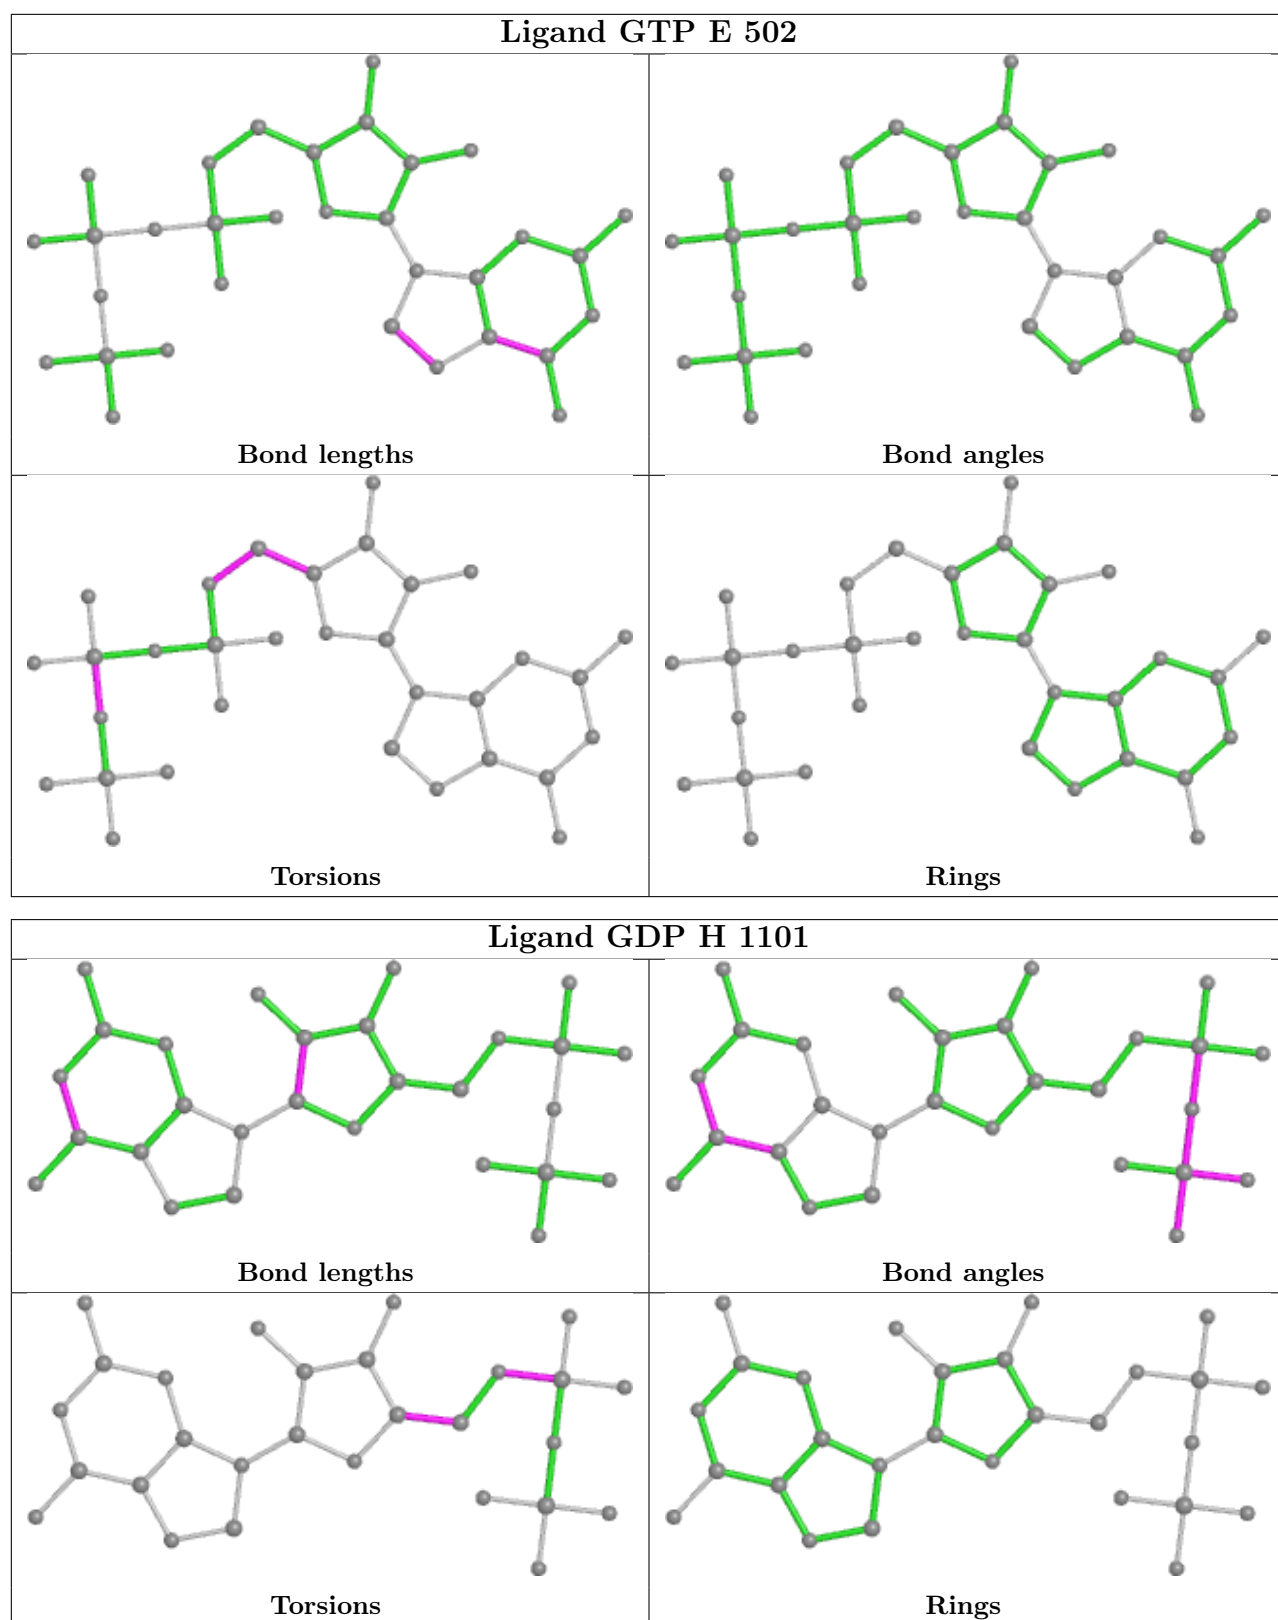 Ligand GTP E 502
Bond lengths
Bond angles
Torsions
Rings
Ligand GDP H 1101
Bond lengths
Bond angles
Torsions
Rings